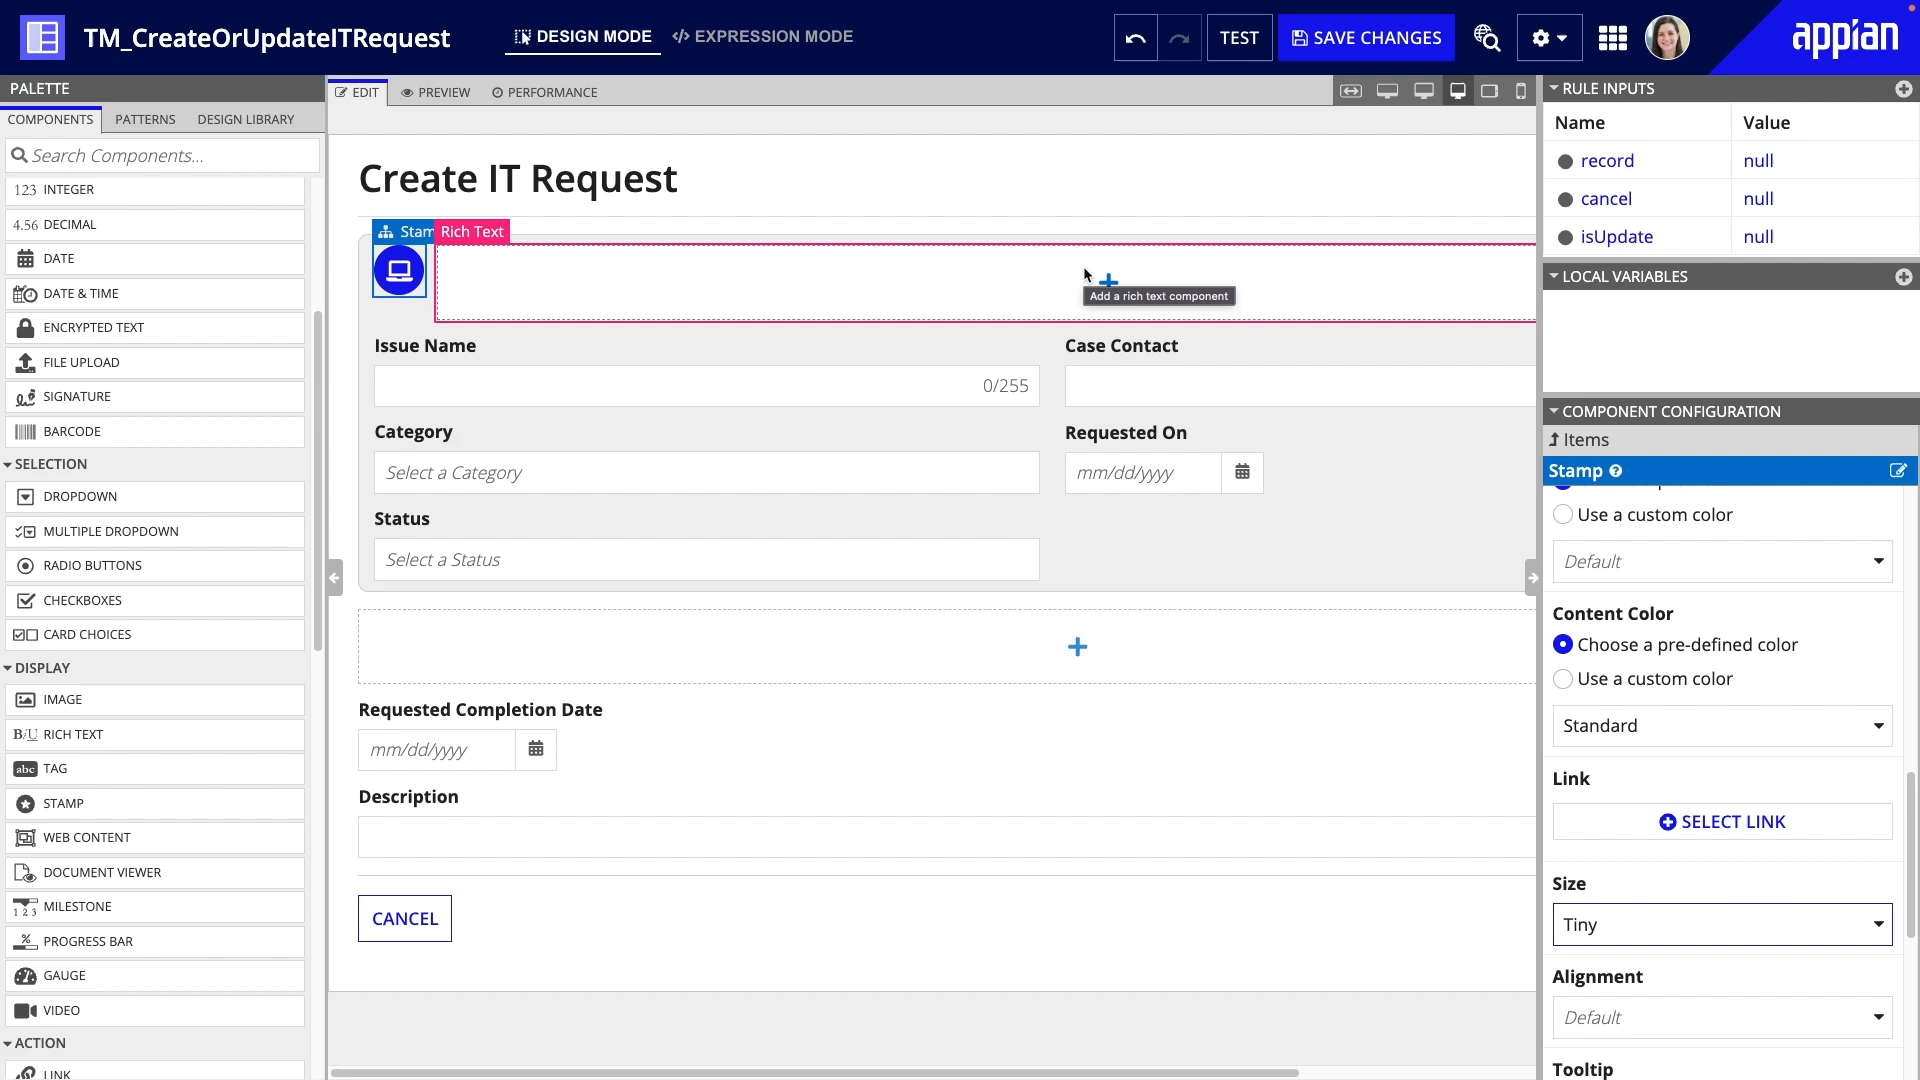 TM_CreateOrUpdateITRequest
DESIGN MODE
</> EXPRESSION MODE
TEST
SAVE CHANGES
appian
PALETTE
COMPONENTS
PATTERNS
DESIGN LIBRARY
Search Components...
123 INTEGER
4.56 DECIMAL
DATE
DATE & TIME
ENCRYPTED TEXT
FILE UPLOAD
SIGNATURE
BARCODE
SELECTION
DROPDOWN
MULTIPLE DROPDOWN
RADIO BUTTONS
CHECKBOXES
CARD CHOICES
DISPLAY
IMAGE
B/U RICH TEXT
abc TAG
STAMP
WEB CONTENT
DOCUMENT VIEWER
1 2 3 MILESTONE
% PROGRESS BAR
GAUGE
VIDEO
ACTION
LINK
EDIT
PREVIEW
PERFORMANCE
Create IT Request
Stam
Rich Text
Add a rich text component
Issue Name
0/255
Case Contact
Category
Select a Category
Requested On
mm/dd/yyyy
Status
Select a Status
Requested Completion Date
mm/dd/yyyy
Description
CANCEL
RULE INPUTS
Name Value
record null
cancel null
isUpdate null
LOCAL VARIABLES
COMPONENT CONFIGURATION
Items
Stamp
Use a custom color
Default
Content Color
Choose a pre-defined color
Use a custom color
Standard
Link
SELECT LINK
Size
Tiny
Alignment
Default
Tooltip